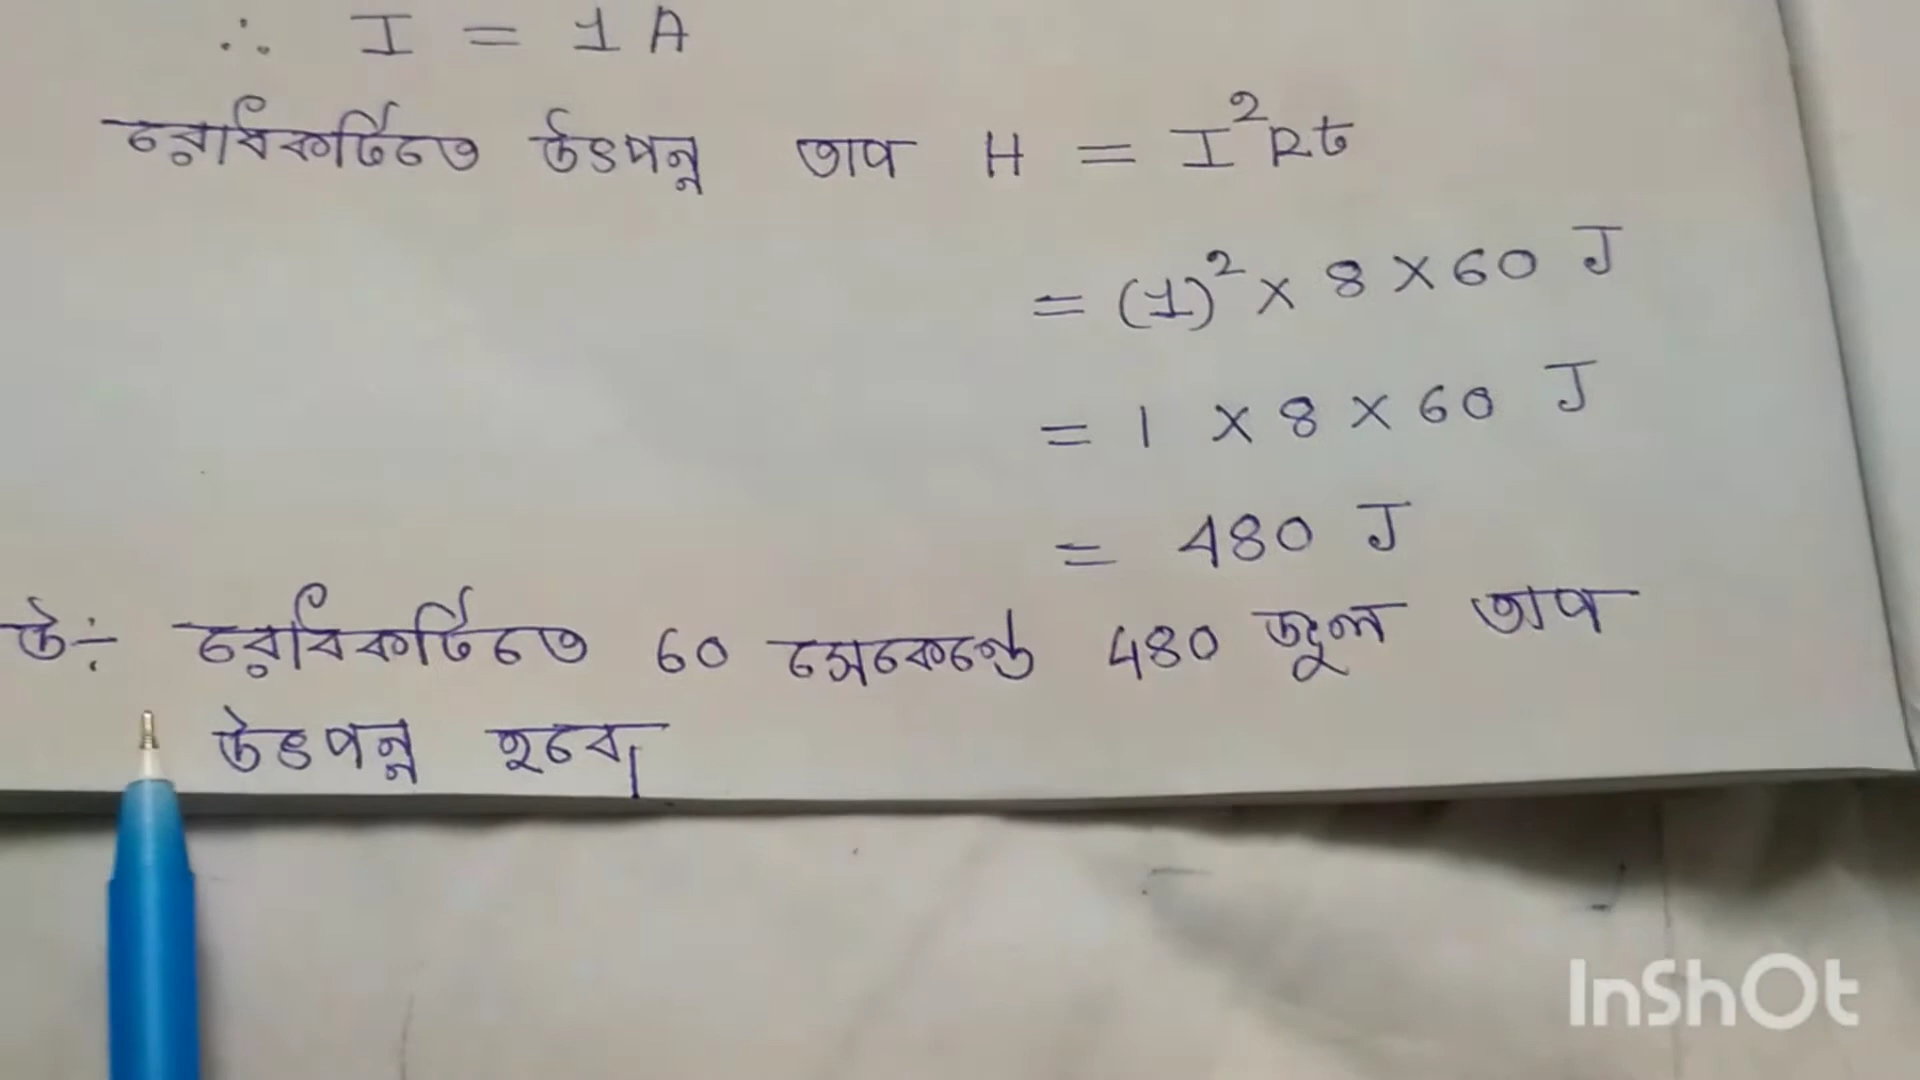 ∴ I = 1 A
রোধকটিতে উৎপন্ন তাপ H = I²Rt
= (1)² × 8 × 60 J
= 1 × 8 × 60 J
= 480 J
উঃ- রোধকটিতে 60 সেকেন্ডে 480 জুল তাপ
উৎপন্ন হবে।
InShOt